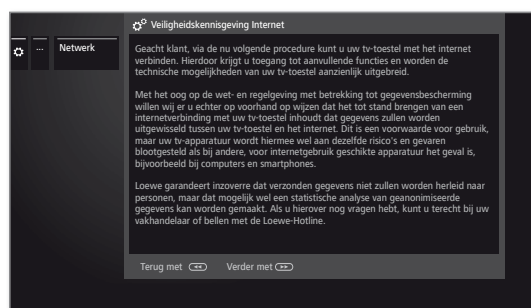 Veiligheidskennisgeving Internet
... Netwerk
Geacht klant, via de nu volgende procedure kunt u uw tv-toestel met het internet
verbinden. Hierdoor krijgt u toegang tot aanvullende functies en worden de
technische mogelijkheden van uw tv-toestel aanzienlijk uitgebreid.
Met het oog op de wet- en regelgeving met betrekking tot gegevensbescherming
willen wij er u echter op voorhand op wijzen dat het tot stand brengen van een
internetverbinding met uw tv-toestel inhoudt dat gegevens zullen worden
uitgewisseld tussen uw tv-toestel en het internet. Dit is een voorwaarde voor gebruik,
maar uw tv-apparatuur wordt hiermee wel aan dezelfde risico's en gevaren
blootgesteld als bij andere, voor internetgebruik geschikte apparatuur het geval is,
bijvoorbeeld bij computers en smartphones.
Loewe garandeert inzoverre dat verzonden gegevens niet zullen worden herleid naar
personen, maar dat mogelijk wel een statistische analyse van geanonimiseerde
gegevens kan worden gemaakt. Als u hierover nog vragen hebt, kunt u terecht bij uw
vakhandelaar of bellen met de Loewe-Hotline.
Terug met Verder met